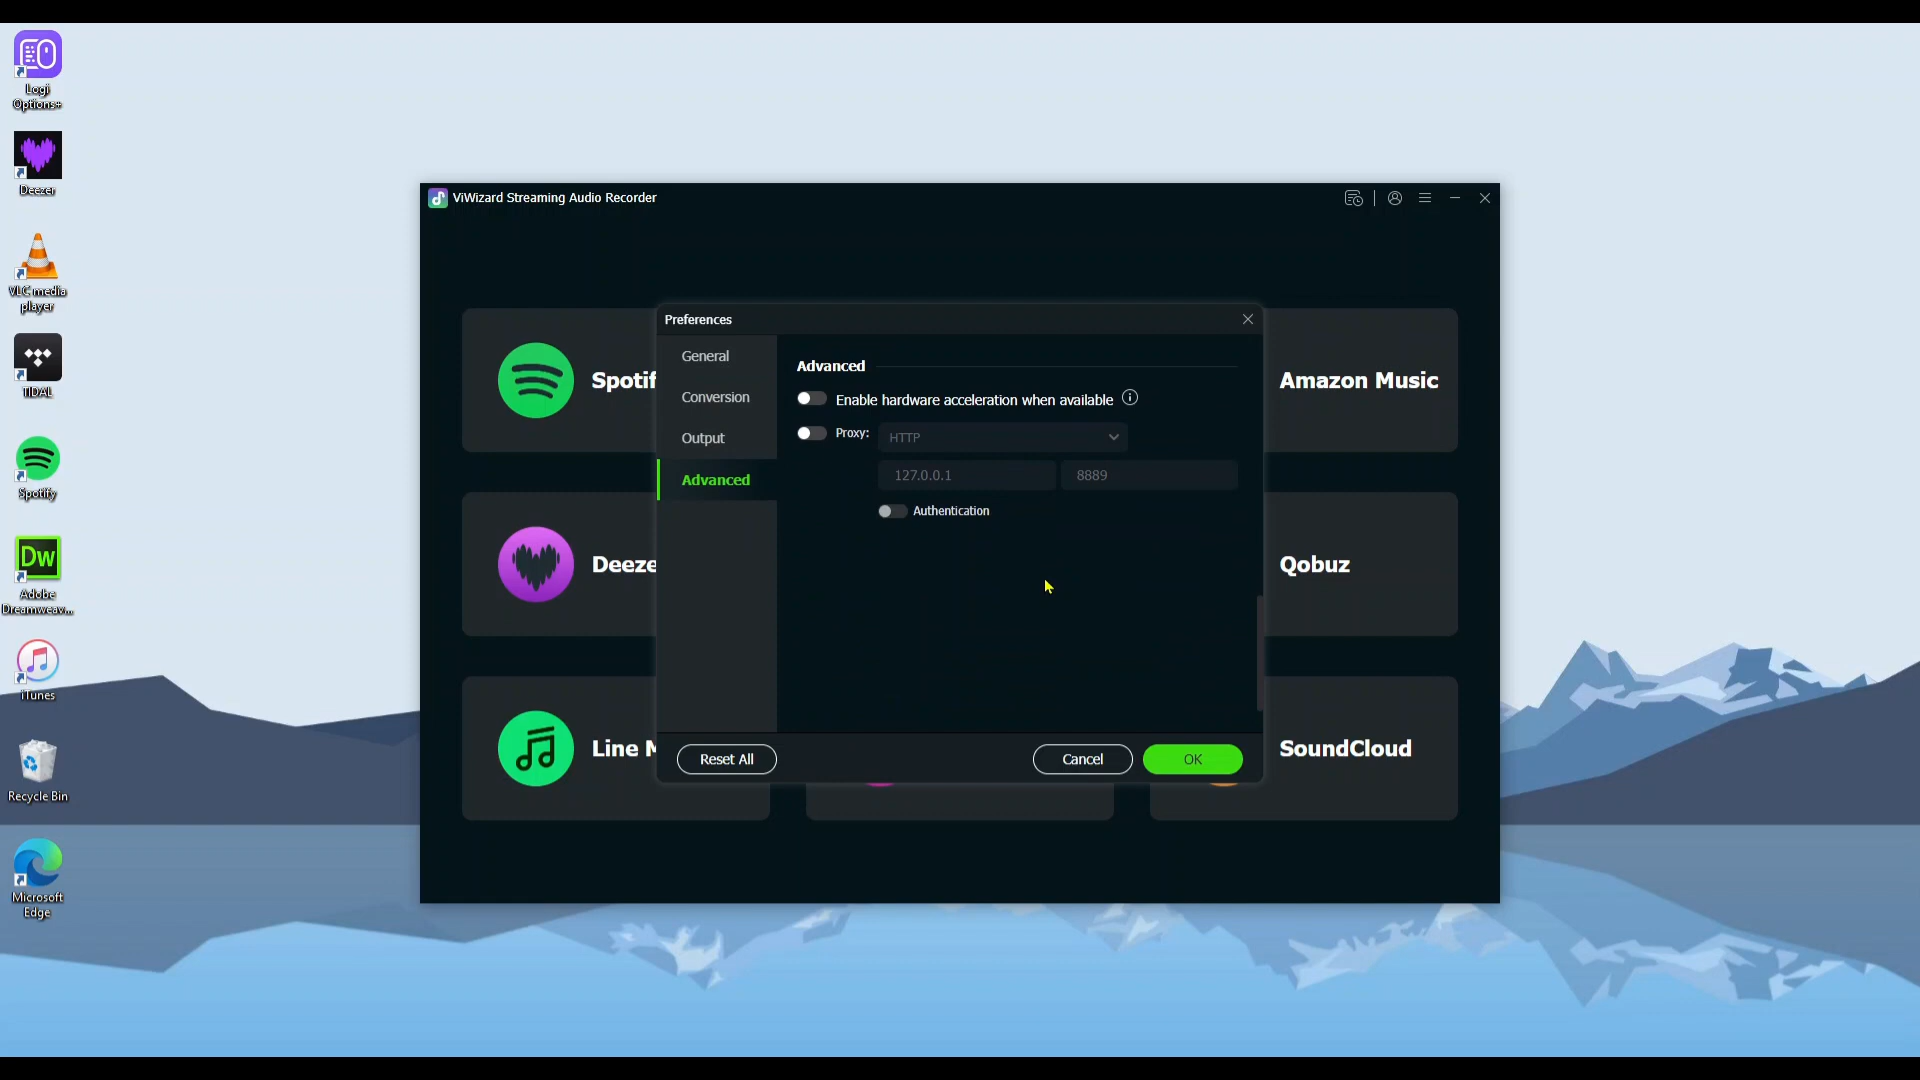 Logi
Options+
Deezer
VLC media
player
TIDAL
Spotify
Dw
Adobe
Dreamweav...
iTunes
Recycle Bin
Microsoft
Edge
ViWizard Streaming Audio Recorder
Spotif
Amazon Music
Deeze
Qobuz
Line M
SoundCloud
Preferences
General
Conversion
Output
Advanced
Advanced
Enable hardware acceleration when available
Proxy: HTTP
127.0.0.1 8889
Authentication
Reset All Cancel OK